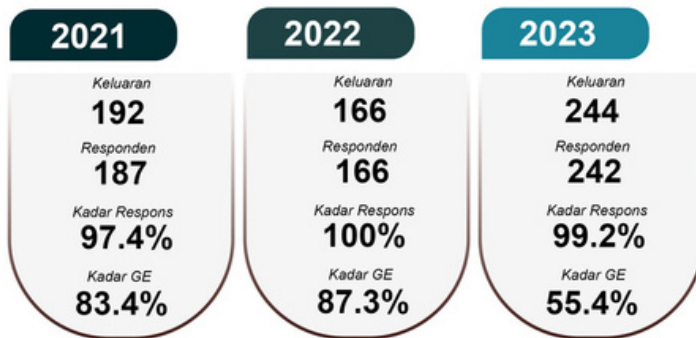 2021
Keluaran
192
Responden
187
Kadar Respons
97.4%
Kadar GE
83.4%
2022
Keluaran
166
Responden
166
Kadar Respons
100%
Kadar GE
87.3%
2023
Keluaran
244
Responden
242
Kadar Respons
99.2%
Kadar GE
55.4%